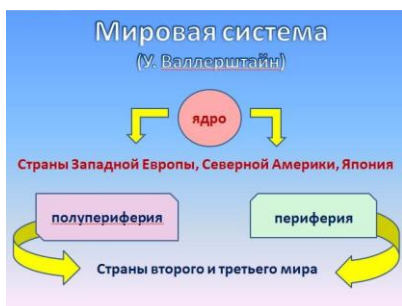 Мировая система
(У. Валлерштайн)
ядро
Страны Западной Европы, Северной Америки, Япония
полупериферия
периферия
Страны второго и третьего мира